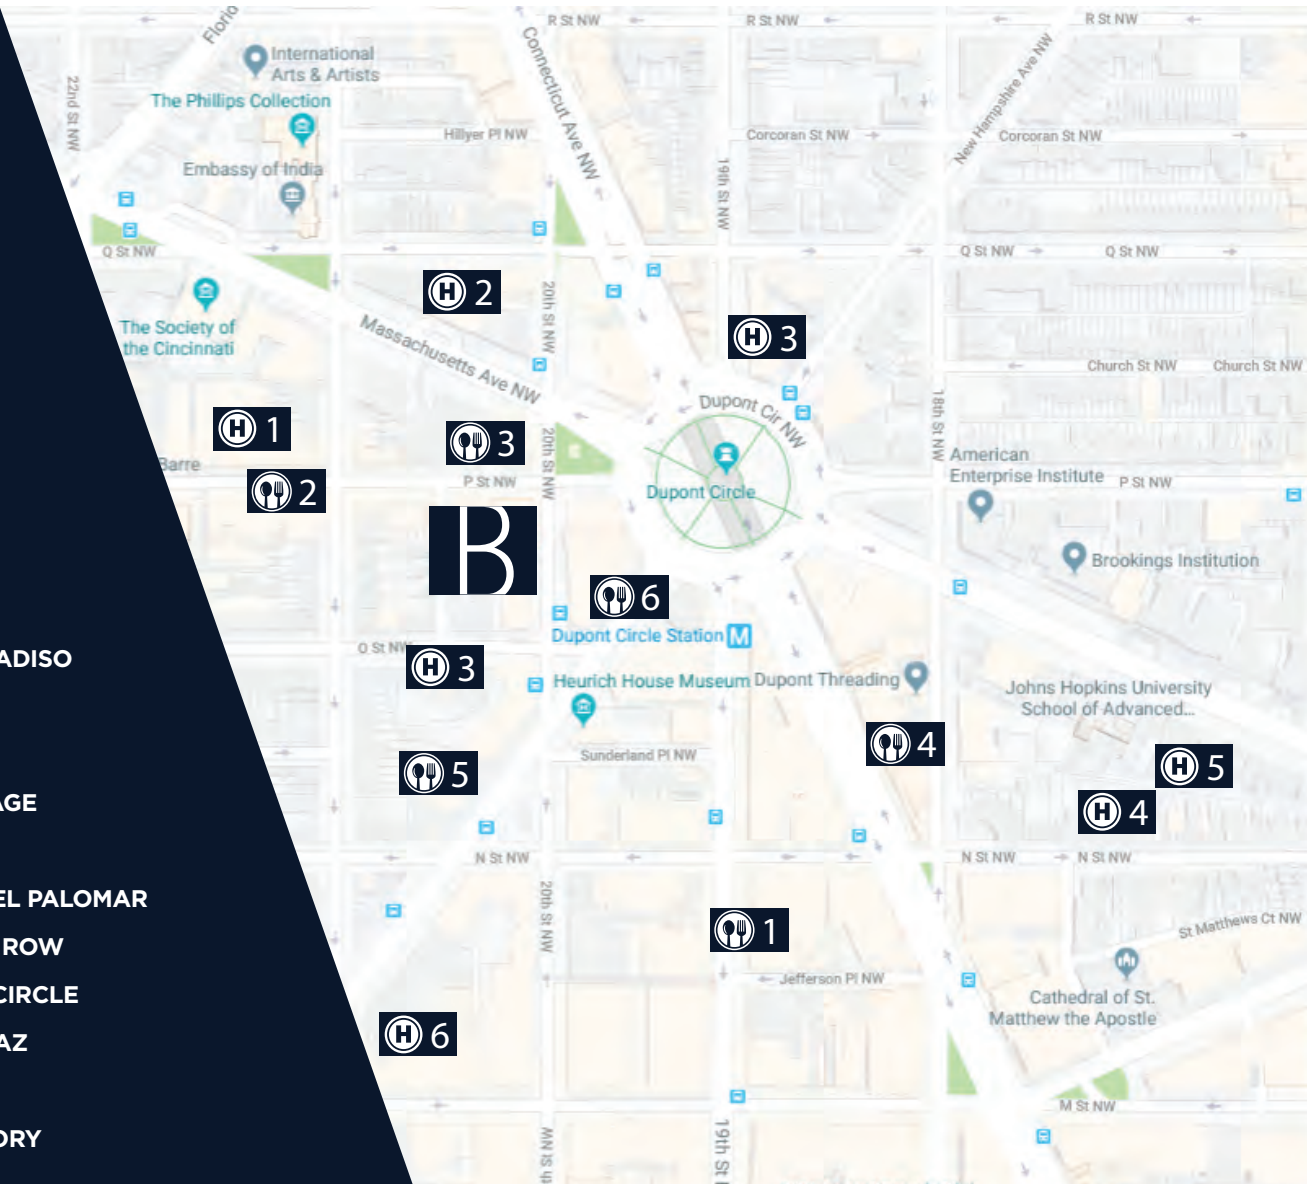 Florid
R St NW
R St NW
R St NW
International
Arts & Artists
Connecticut Ave NW
New Hampshire Ave NW
22nd St NW
The Phillips Collection
Hillyer Pl NW
Corcoran St NW
Corcoran St NW
Embassy of India
19th St NW
Q St NW
Q St NW
Q St NW
H 2
20th St NW
The Society of
the Cincinnati
Massachusetts Ave NW
H 3
Church St NW
Church St NW
Dupont Cir NW
18th St NW
H 1
3
20th St NW
Barre
American
Enterprise Institute
P St NW
P St NW
2
Dupont Circle
B
Brookings Institution
6
Dupont Circle Station M
O St NW
H 3
ADISO
Heurich House Museum
Dupont Threading
Johns Hopkins University
School of Advanced...
4
Sunderland Pl NW
5
H 5
AGE
H 4
N St NW
N St NW
N St NW
EL PALOMAR
20th St NW
1
St Matthews Ct NW
ROW
Jefferson Pl NW
CIRCLE
Cathedral of St.
Matthew the Apostle
H 6
AZ
M St NW
ORY
19th St